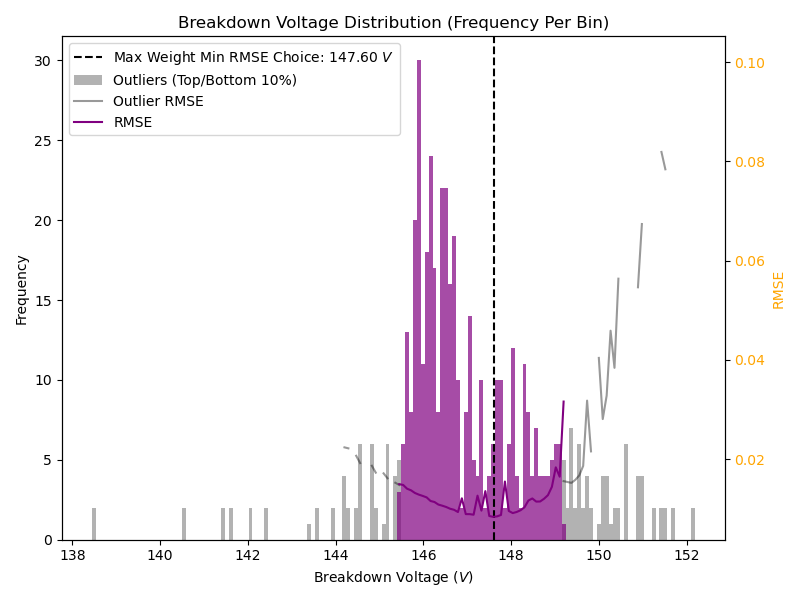 Breakdown Voltage Distribution (Frequency Per Bin)
Max Weight Min RMSE Choice: 147.60 V
Outliers (Top/Bottom 10%)
Outlier RMSE
RMSE
Frequency
30
25
20
15
10
5
0
0.10
0.08
0.06
0.04
0.02
RMSE
138 140 142 144 146 148 150 152
Breakdown Voltage (V)